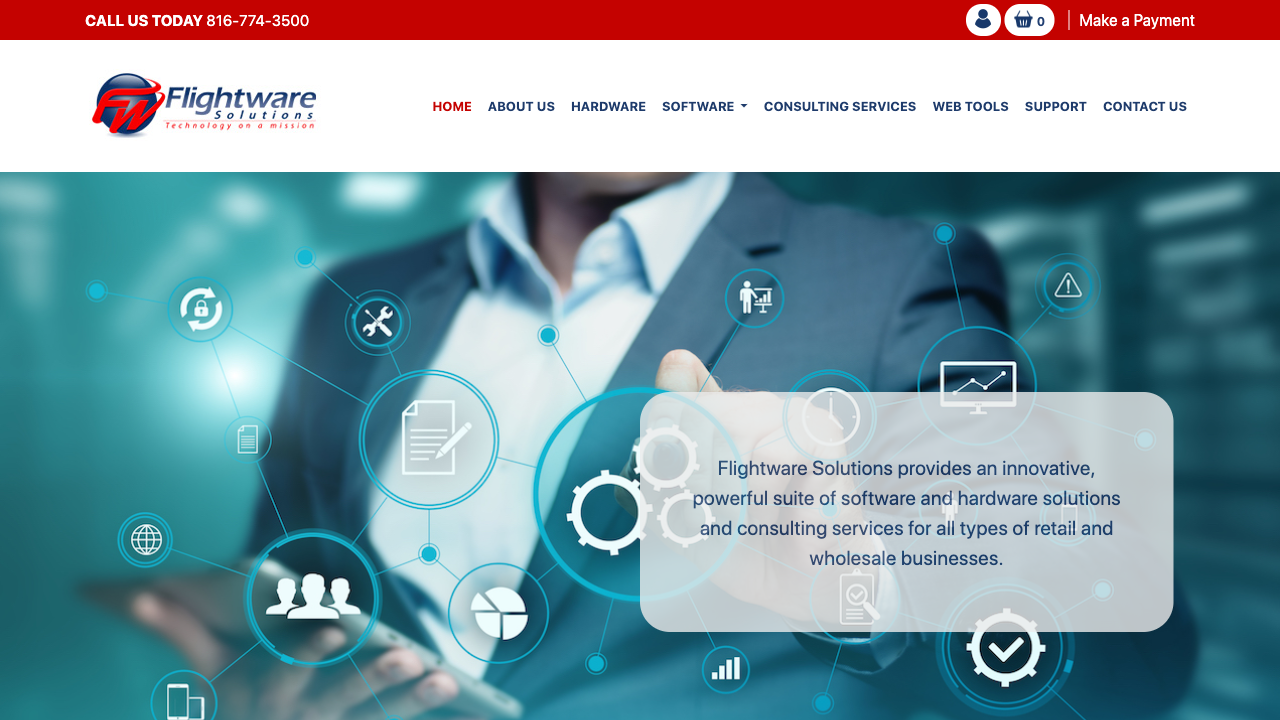 CALL US TODAY 816-774-3500
0
Make a Payment
FW
Flightware
Solutions
Technology on a mission
HOME
ABOUT US
HARDWARE
SOFTWARE
CONSULTING SERVICES
WEB TOOLS
SUPPORT
CONTACT US
Flightware Solutions provides an innovative,
powerful suite of software and hardware solutions
and consulting services for all types of retail and
wholesale businesses.